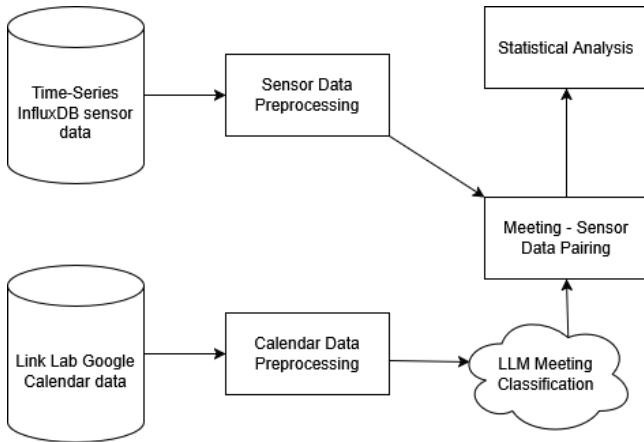 Time-Series
InfluxDB sensor
data
Sensor Data
Preprocessing
Statistical Analysis
Meeting - Sensor
Data Pairing
Link Lab Google
Calendar data
Calendar Data
Preprocessing
LLM Meeting
Classification